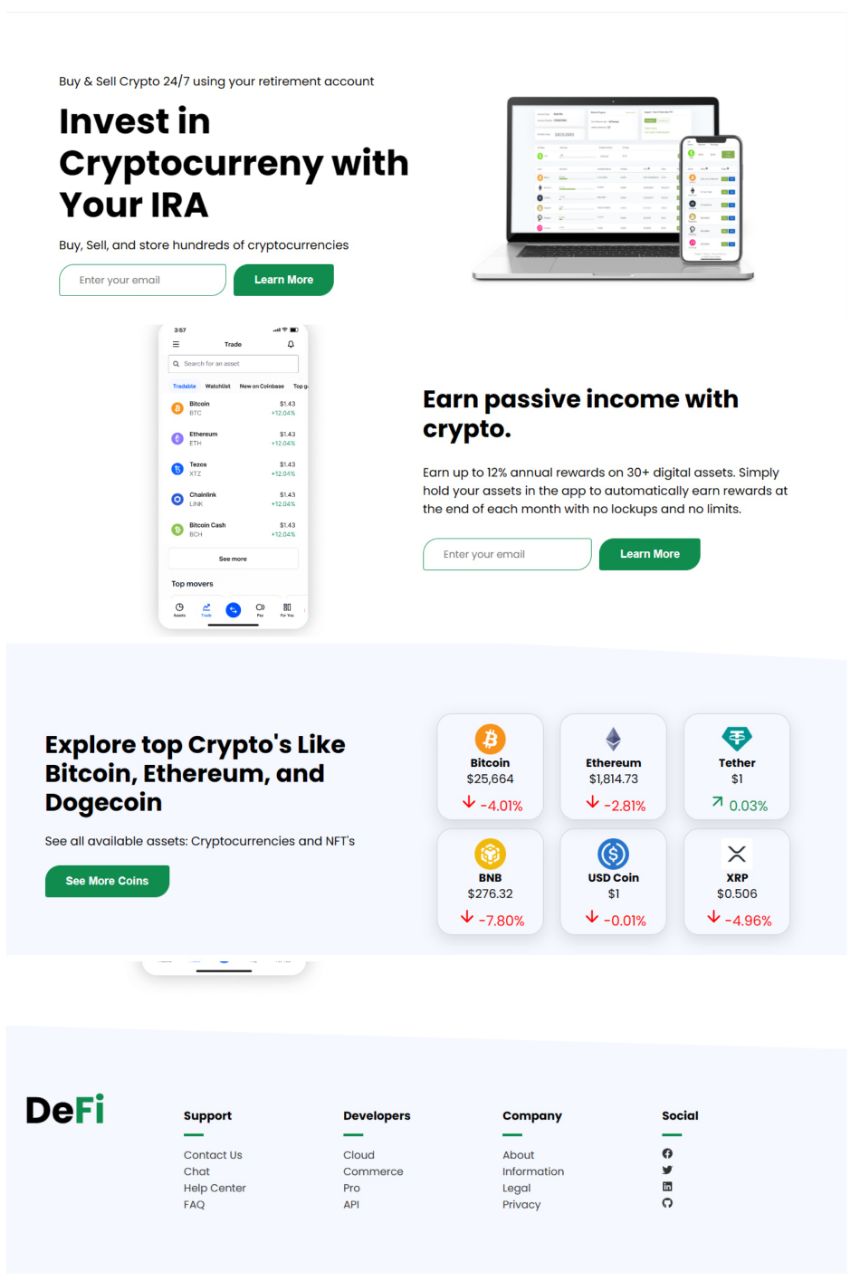 Buy & Sell Crypto 24/7 using your retirement account
Invest in
Cryptocurreny with
Your IRA
Buy, Sell, and store hundreds of cryptocurrencies
Enter your email
Learn More
3:57
Trade
Search for an asset
Tradable Watchlist New on Coinbase Top g
Bitcoin $1.43
BTC +12.04%
Ethereum $1.43
ETH +12.04%
Tezos $1.43
XTZ +12.04%
Chainlink $1.43
LINK +12.04%
Bitcoin Cash $1.43
BCH +12.04%
See more
Top movers
Assets Trade Pay For You
Earn passive income with
crypto.
Earn up to 12% annual rewards on 30+ digital assets. Simply
hold your assets in the app to automatically earn rewards at
the end of each month with no lockups and no limits.
Enter your email
Learn More
Explore top Crypto's Like
Bitcoin, Ethereum, and
Dogecoin
See all available assets: Cryptocurrencies and NFT's
See More Coins
Bitcoin
$25,664
-4.01%
Ethereum
$1,814.73
-2.81%
Tether
$1
0.03%
BNB
$276.32
-7.80%
USD Coin
$1
-0.01%
XRP
$0.506
-4.96%
DeFi
Support
Contact Us
Chat
Help Center
FAQ
Developers
Cloud
Commerce
Pro
API
Company
About
Information
Legal
Privacy
Social